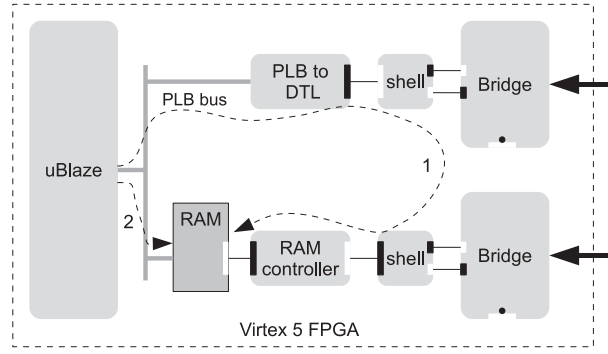 PLB to
DTL
shell
Bridge
PLB bus
uBlaze
1
2
RAM
RAM
controller
shell
Bridge
Virtex 5 FPGA